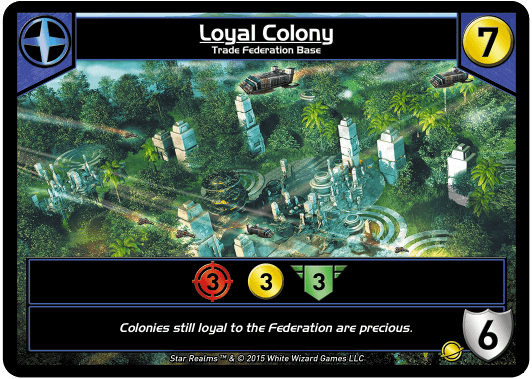 Loyal Colony
Trade Federation Base
7
3 3 3
Colonies still loyal to the Federation are precious.
6
Star Realms™ & © 2015 White Wizard Games LLC